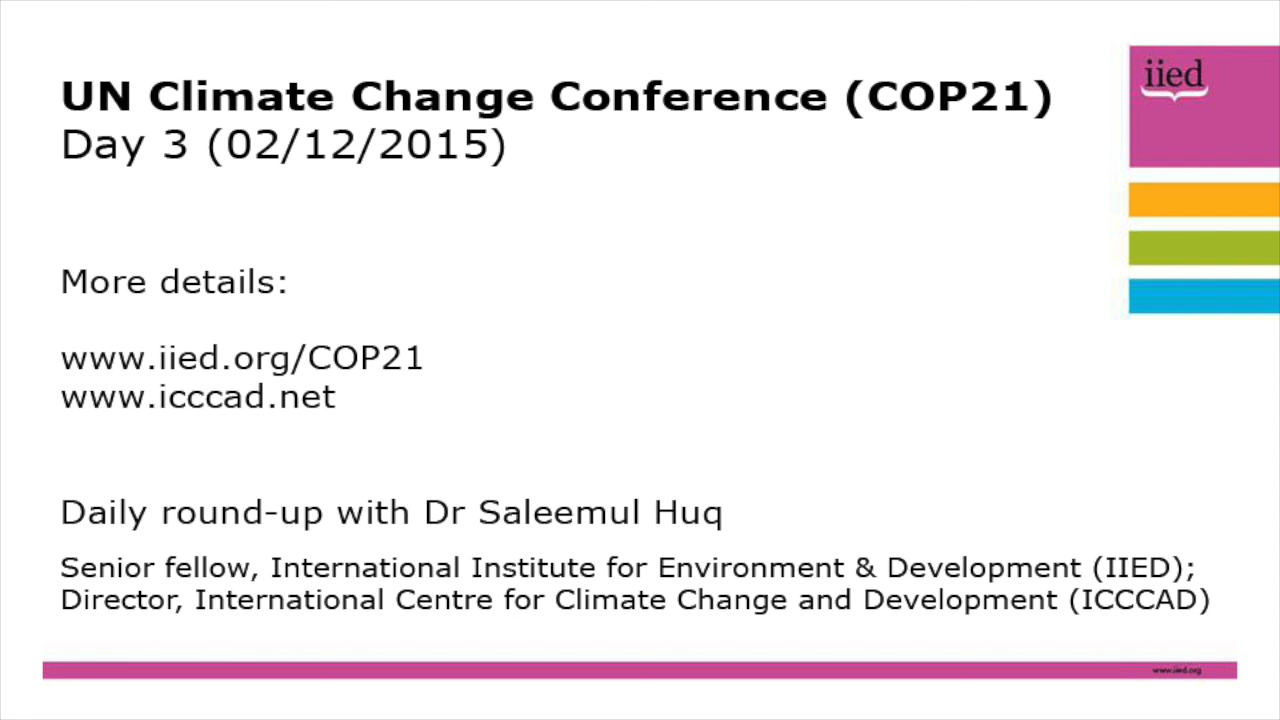 UN Climate Change Conference (COP21)
Day 3 (02/12/2015)
iied
More details:
www.iied.org/COP21
www.icccad.net
Daily round-up with Dr Saleemul Huq
Senior fellow, International Institute for Environment & Development (IIED);
Director, International Centre for Climate Change and Development (ICCCAD)
www.iied.org